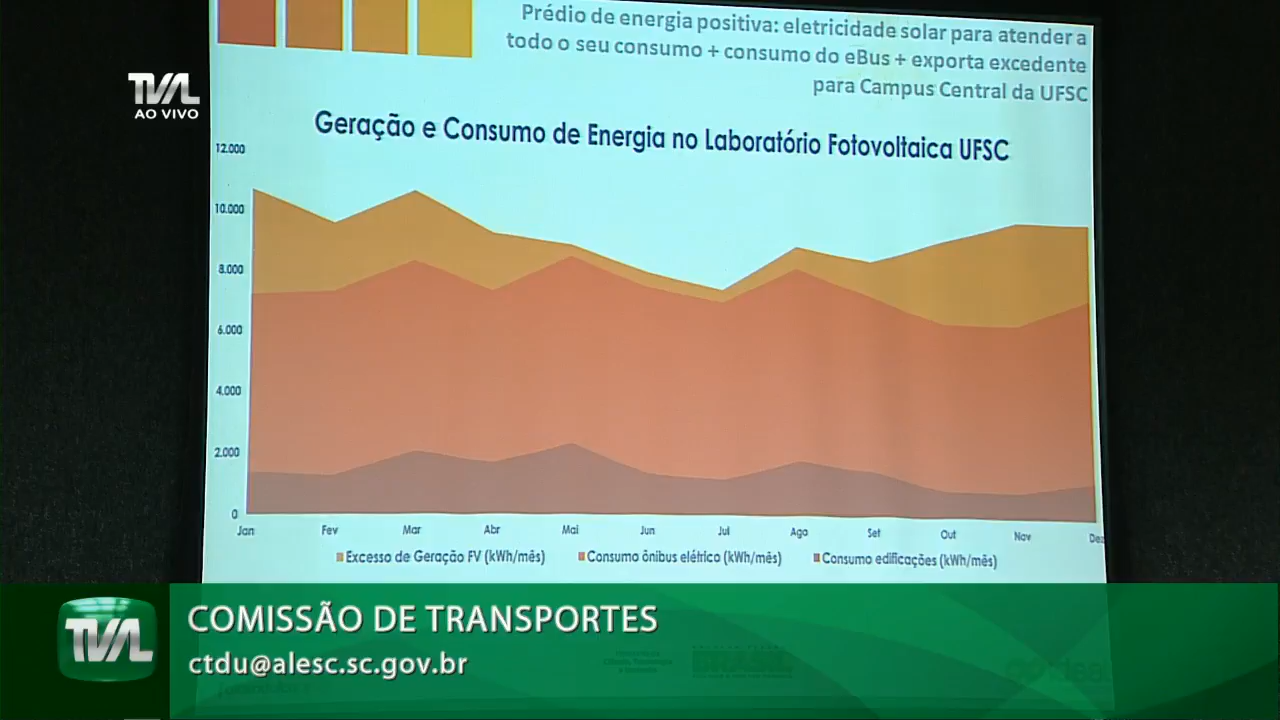 Prédio de energia positiva: eletricidade solar para atender a
todo o seu consumo + consumo do eBus + exporta excedente
para Campus Central da UFSC
TVAL
AO VIVO
Geração e Consumo de Energia no Laboratório Fotovoltaica UFSC
12.000
10.000
8.000
6.000
4.000
2.000
0
Jan Fev Mar Abr Mai Jun Jul Ago Set Out Nov Dez
Excesso de Geração FV (kWh/mês) Consumo ônibus elétrico (kWh/mês) Consumo edificações (kWh/mês)
COMISSÃO DE TRANSPORTES
TVAL
ctdu@alesc.sc.gov.br
BRASIL